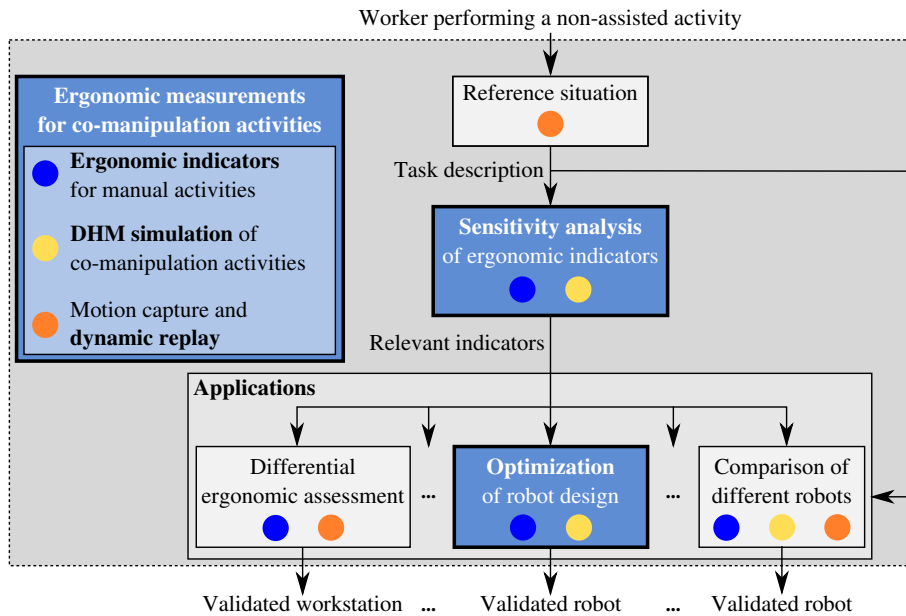 Worker performing a non-assisted activity
Ergonomic measurements
for co-manipulation activities
Ergonomic indicators
for manual activities
DHM simulation of
co-manipulation activities
Motion capture and
dynamic replay
Reference situation
Task description
Sensitivity analysis
of ergonomic indicators
Relevant indicators
Applications
Differential
ergonomic assessment
...
Optimization
of robot design
...
Comparison of
different robots
Validated workstation
...
Validated robot
...
Validated robot